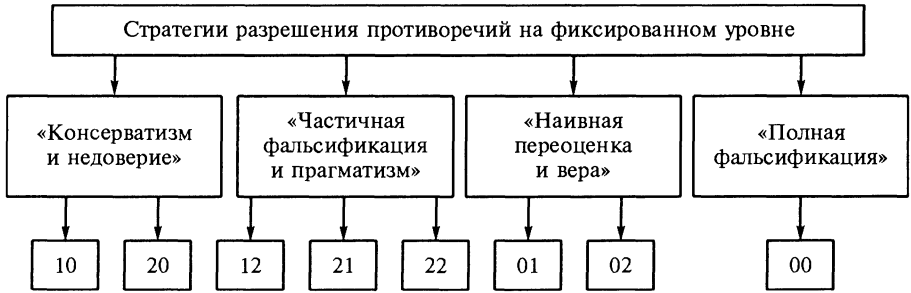 Стратегии разрешения противоречий на фиксированном уровне
«Консерватизм
и недоверие»
«Частичная
фальсификация
и прагматизм»
«Наивная
переоценка
и вера»
«Полная
фальсификация»
10
20
12
21
22
01
02
00